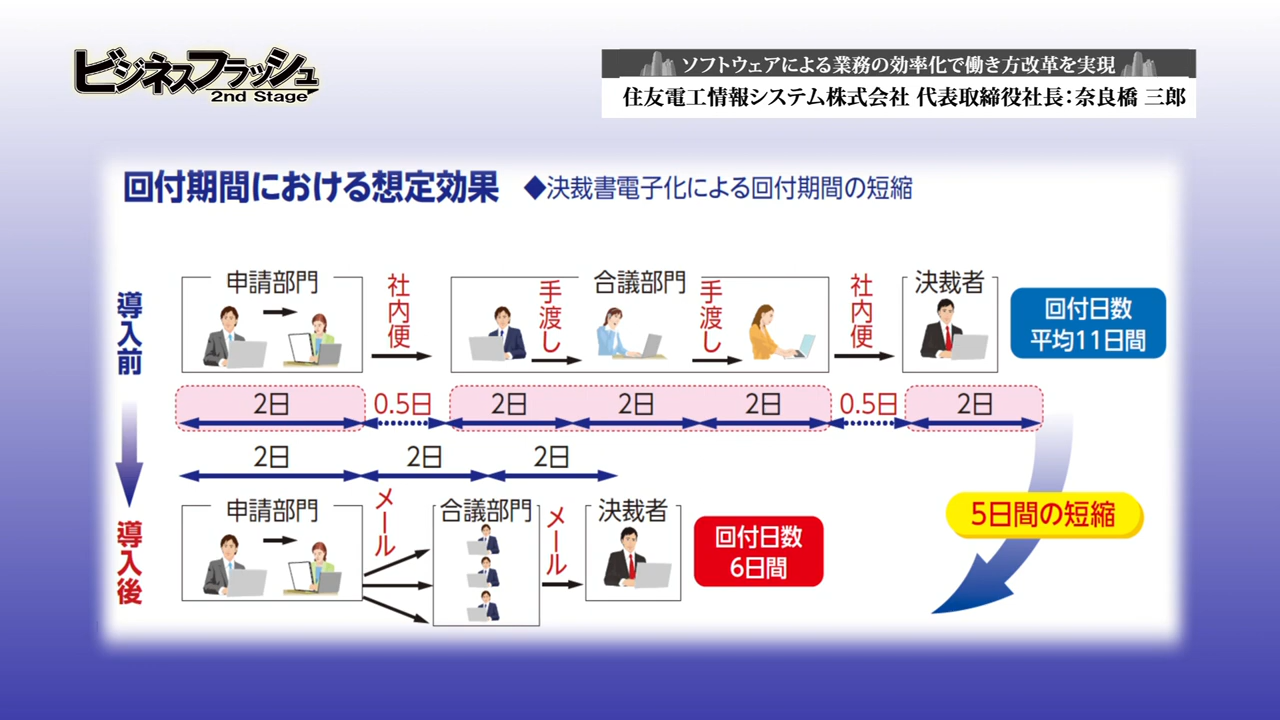 ビジネスフラッシュ
2nd Stage
ソフトウェアによる業務の効率化で働き方改革を実現
住友電工情報システム株式会社 代表取締役社長:奈良橋 三郎
回付期間における想定効果 ◆決裁書電子化による回付期間の短縮
導入前
申請部門
社内便
合議部門
手渡し
手渡し
社内便
決裁者
回付日数
平均11日間
2日 0.5日 2日 2日 2日 0.5日 2日
2日 2日 2日
導入後
申請部門
メール
合議部門
メール
決裁者
回付日数
6日間
5日間の短縮